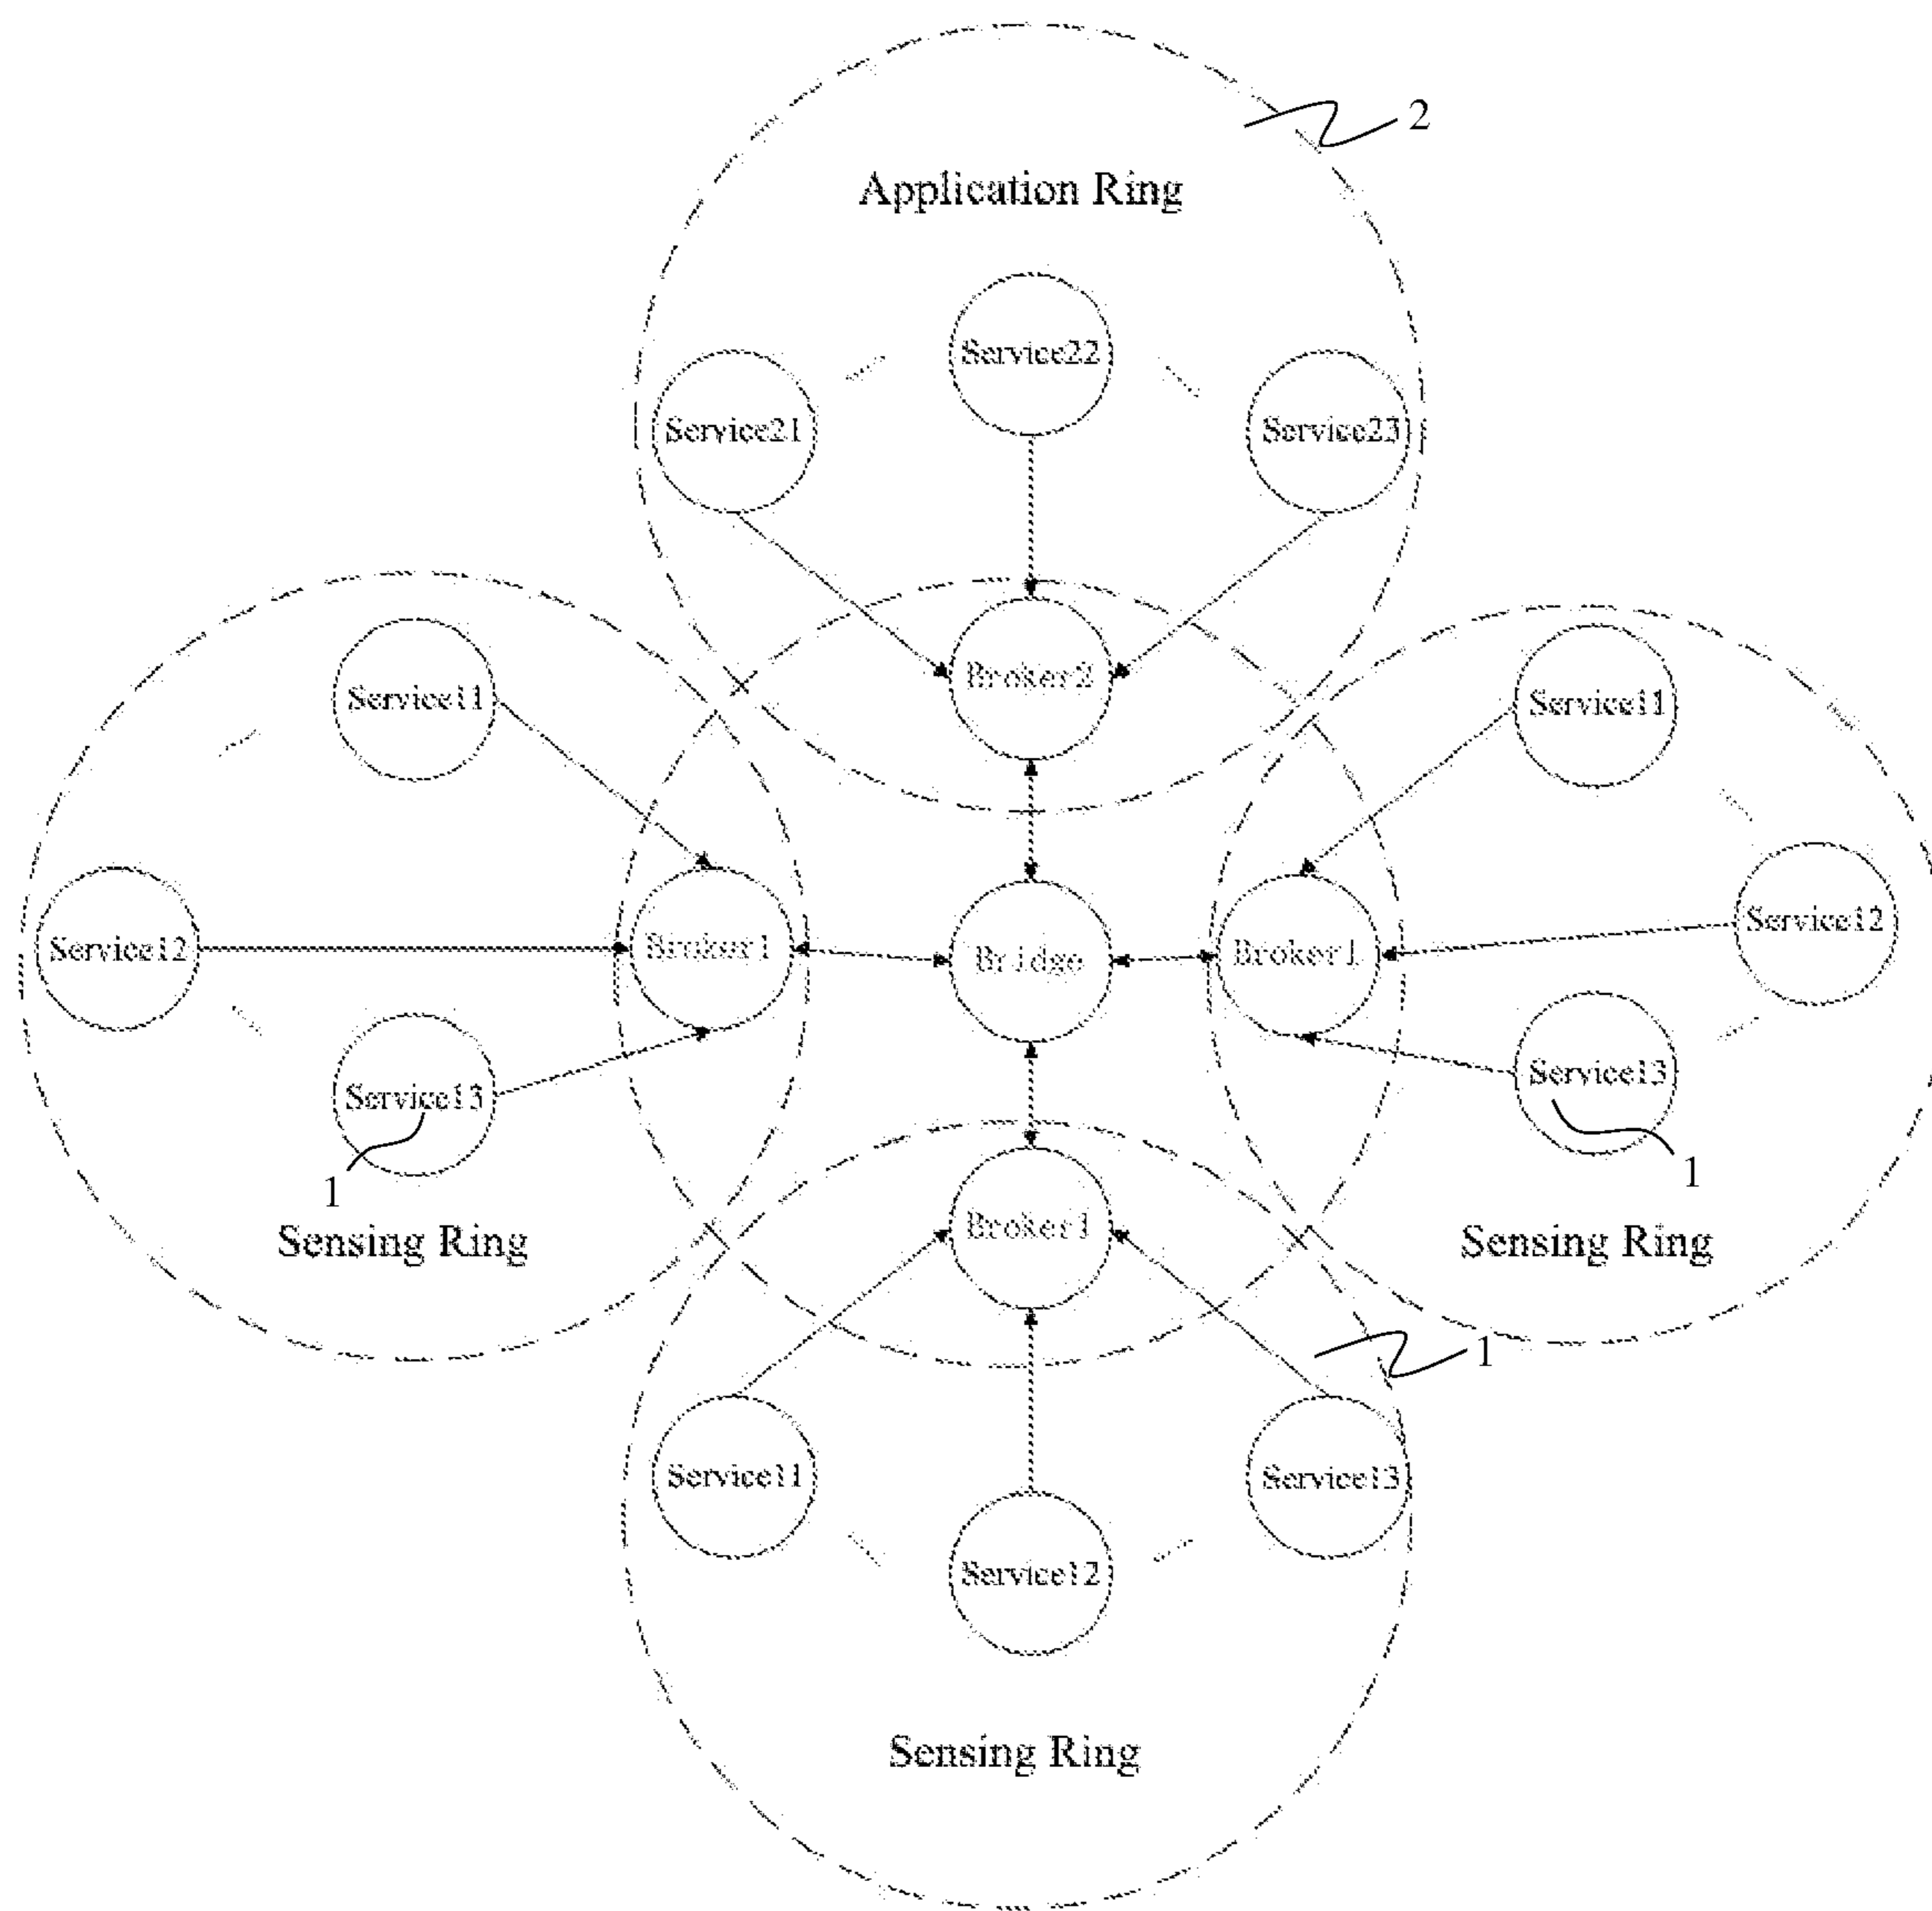 2
Application Ring
Service22
Service21
Service23
Broker2
Service11
Service11
Service12
Broker1
Bridge
Broker1
Service12
Service13
Service13
1
1
Sensing Ring
Broker1
Sensing Ring
1
Service11
Service13
Service12
Sensing Ring